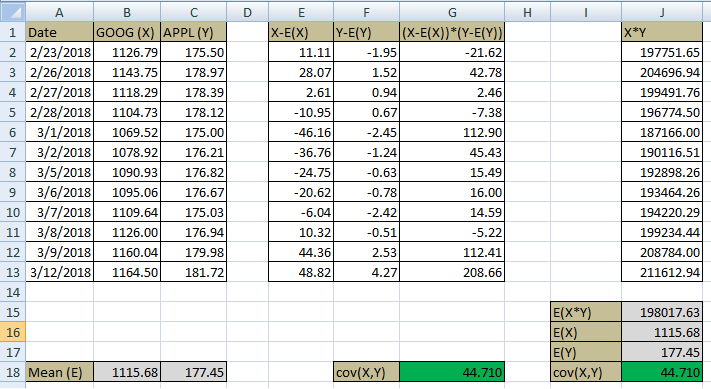 A B C D E F G H I J
1 Date GOOG (X) APPL (Y) X-E(X) Y-E(Y) (X-E(X))*(Y-E(Y)) X*Y
2 2/23/2018 1126.79 175.50 11.11 -1.95 -21.62 197751.65
3 2/26/2018 1143.75 178.97 28.07 1.52 42.78 204696.94
4 2/27/2018 1118.29 178.39 2.61 0.94 2.46 199491.76
5 2/28/2018 1104.73 178.12 -10.95 0.67 -7.38 196774.50
6 3/1/2018 1069.52 175.00 -46.16 -2.45 112.90 187166.00
7 3/2/2018 1078.92 176.21 -36.76 -1.24 45.43 190116.51
8 3/5/2018 1090.93 176.82 -24.75 -0.63 15.49 192898.26
9 3/6/2018 1095.06 176.67 -20.62 -0.78 16.00 193464.26
10 3/7/2018 1109.64 175.03 -6.04 -2.42 14.59 194220.29
11 3/8/2018 1126.00 176.94 10.32 -0.51 -5.22 199234.44
12 3/9/2018 1160.04 179.98 44.36 2.53 112.41 208784.00
13 3/12/2018 1164.50 181.72 48.82 4.27 208.66 211612.94
14
15 E(X*Y) 198017.63
16 E(X) 1115.68
17 E(Y) 177.45
18 Mean (E) 1115.68 177.45 cov(X,Y) 44.710 cov(X,Y) 44.710